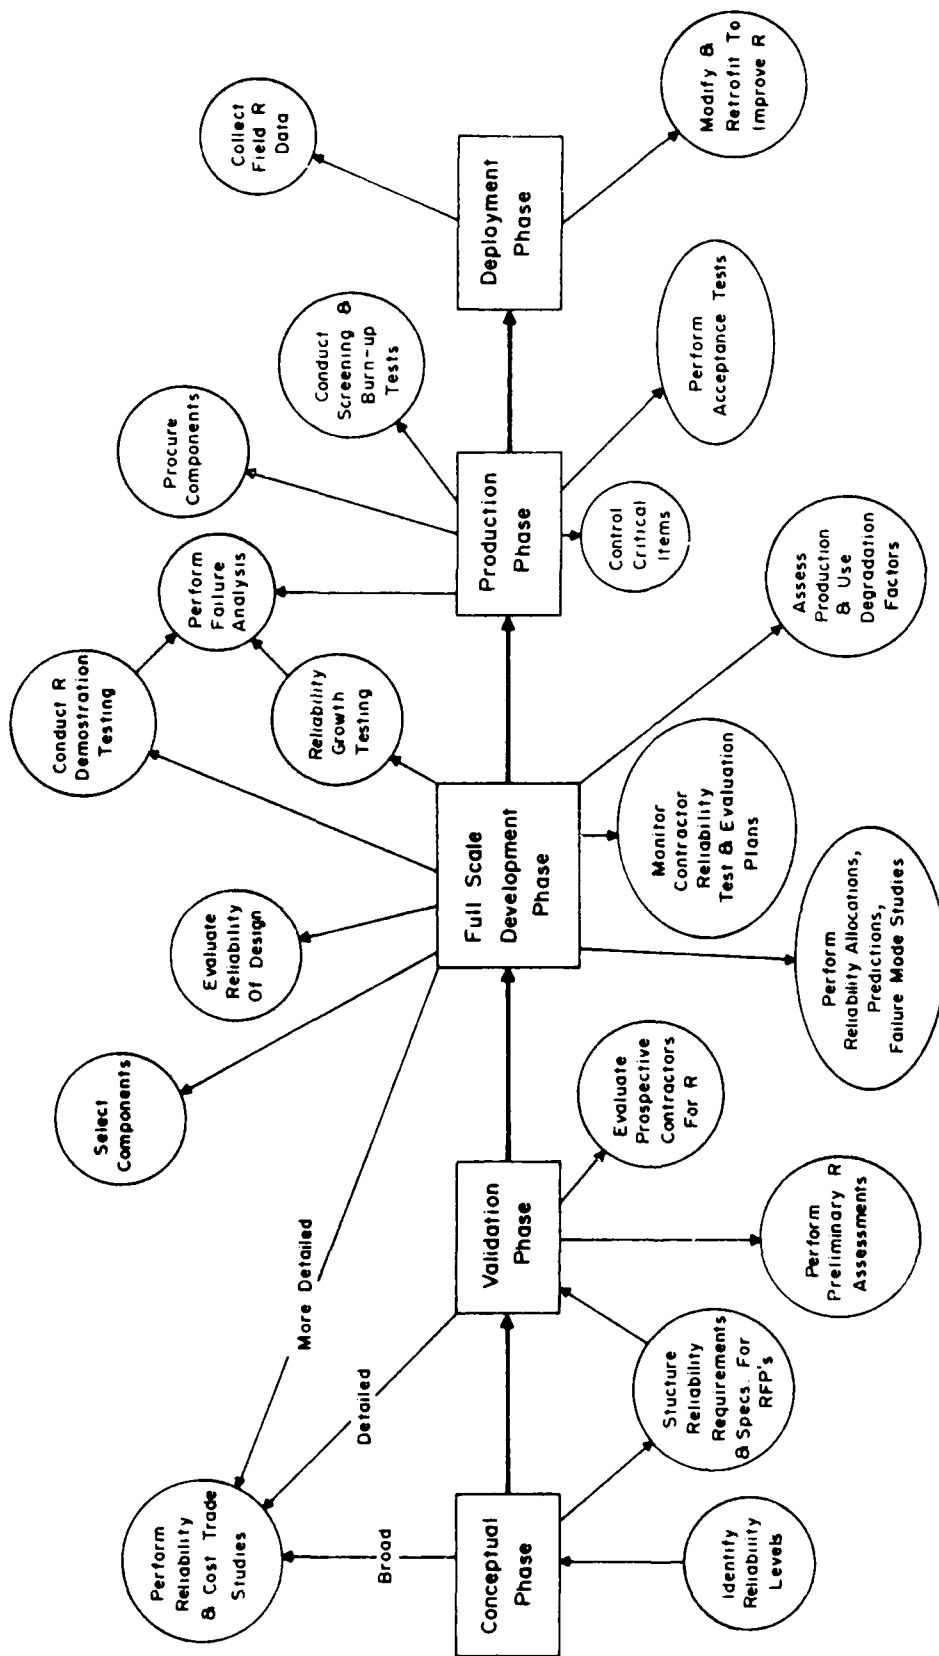 Perform
Reliability
& Cost Trade
Studies
Broad
Detailed
More Detailed
Select
Components
Evaluate
Reliability
Of Design
Conduct R
Demostration
Testing
Reliability
Growth
Testing
Perform
Failure
Analysis
Procure
Components
Conduct
Screening &
Burn-up
Tests
Collect
Field R
Data
Conceptual
Phase
Validation
Phase
Full Scale
Development
Phase
Production
Phase
Deployment
Phase
Identify
Reliability
Levels
Stucture
Reliability
Requirements
& Specs. For
RFP's
Perform
Preliminary R
Assessments
Evaluate
Prospective
Contractors
For R
Perform
Reliability Allocations,
Predictions,
Failure Mode Studies
Monitor
Contractor
Reliability
Test & Evaluation
Plans
Assess
Production
& Use
Degradation
Factors
Control
Critical
Items
Perform
Acceptance Tests
Modify &
Retrofit To
Improve R